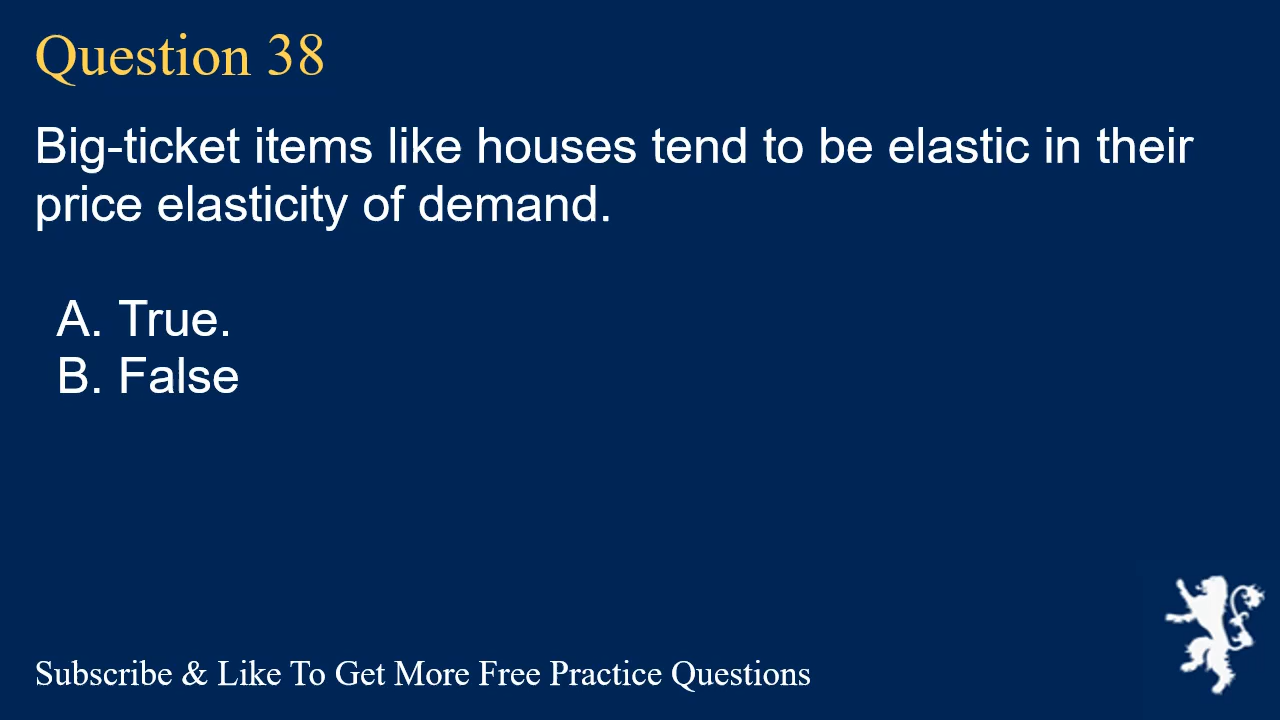 Question 38
Big-ticket items like houses tend to be elastic in their
price elasticity of demand.
A. True.
B. False
Subscribe & Like To Get More Free Practice Questions